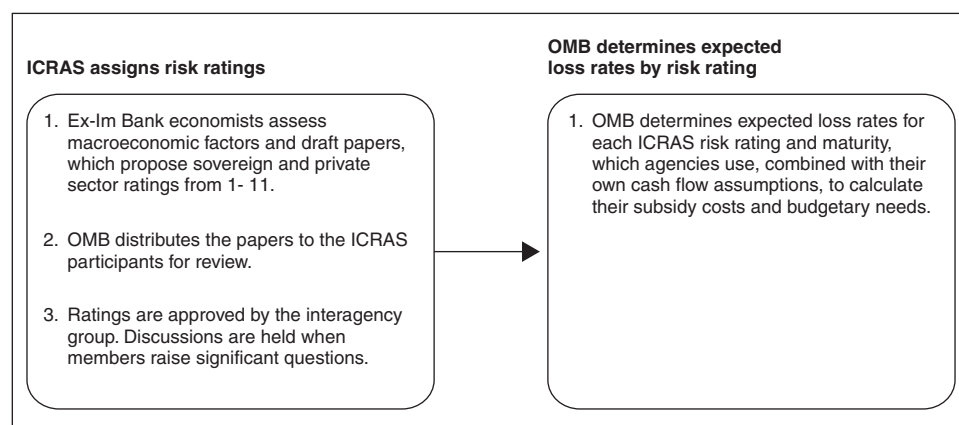 ICRAS assigns risk ratings
1. Ex-Im Bank economists assess
macroeconomic factors and draft papers,
which propose sovereign and private
sector ratings from 1- 11.
2. OMB distributes the papers to the ICRAS
participants for review.
3. Ratings are approved by the interagency
group. Discussions are held when
members raise significant questions.
OMB determines expected
loss rates by risk rating
1. OMB determines expected loss rates for
each ICRAS risk rating and maturity,
which agencies use, combined with their
own cash flow assumptions, to calculate
their subsidy costs and budgetary needs.